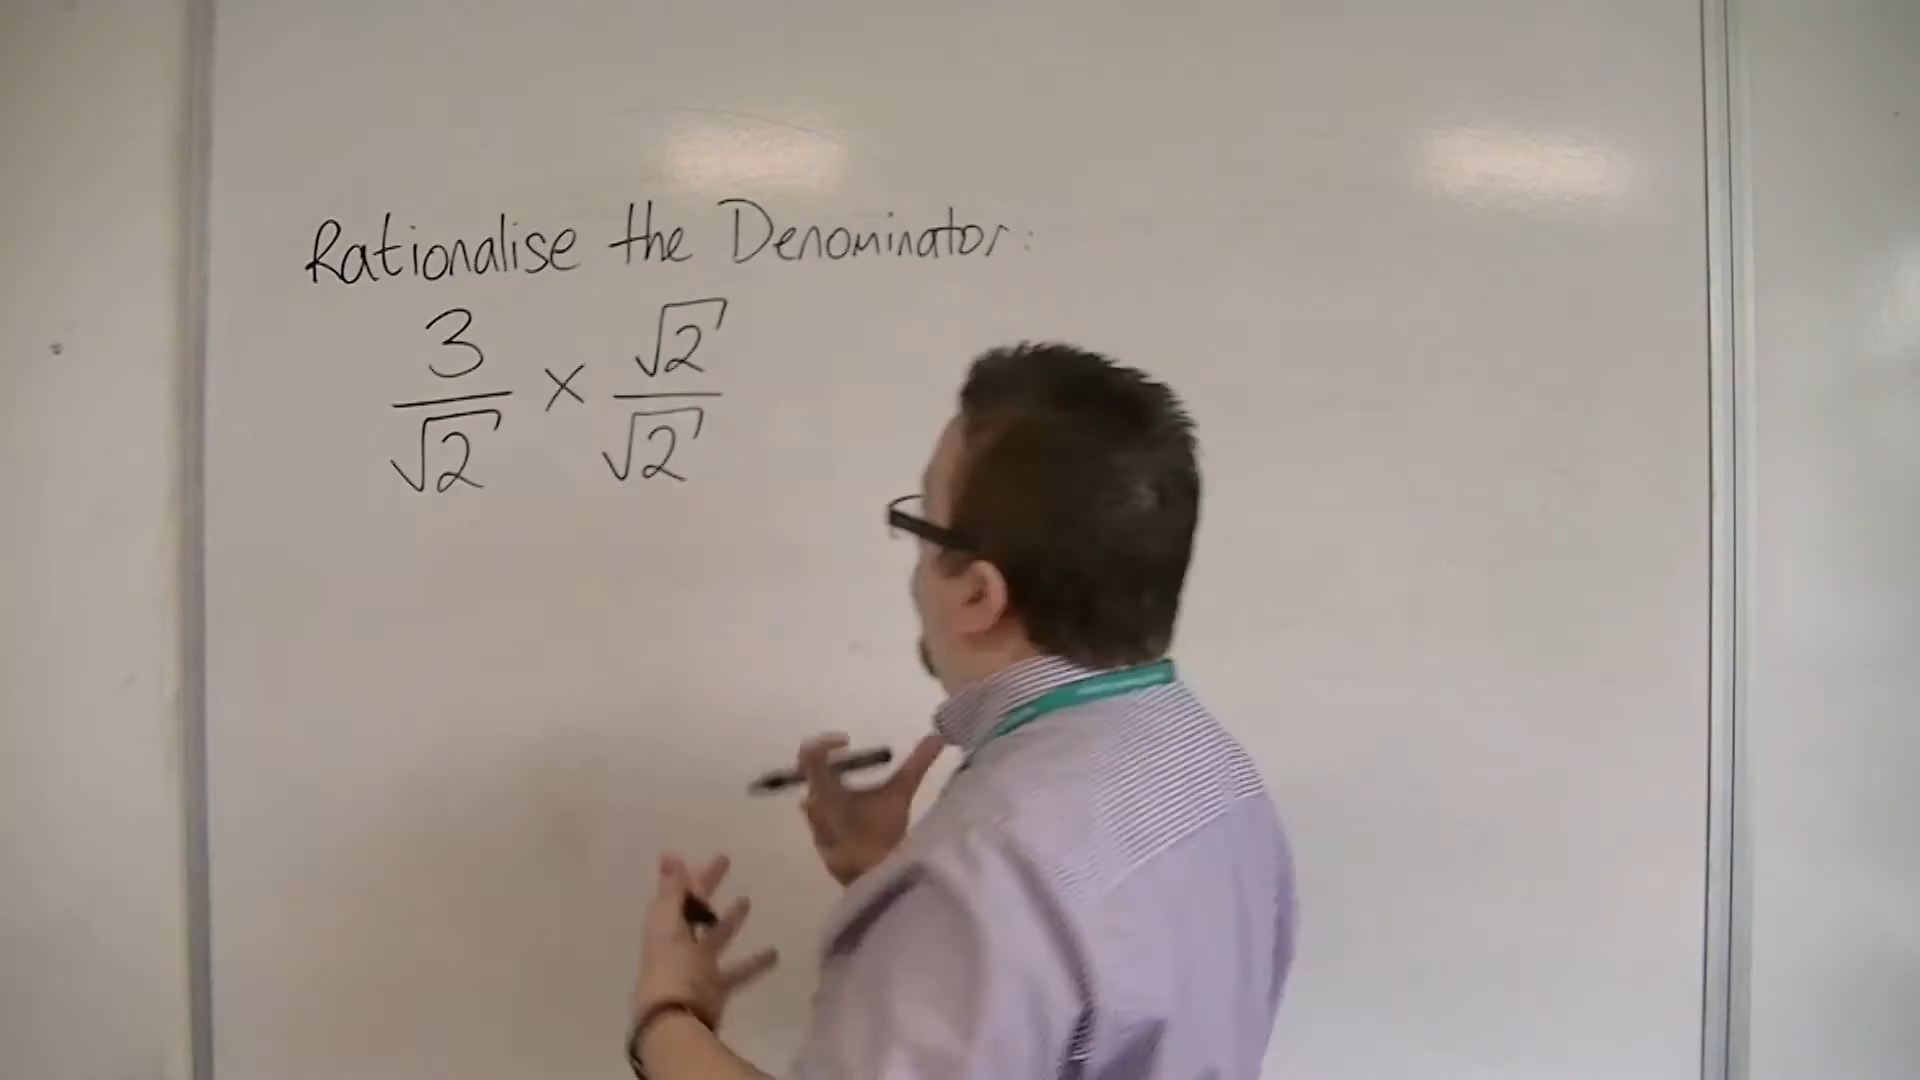 Rationalise the Denominator:
3/√2 × √2/√2